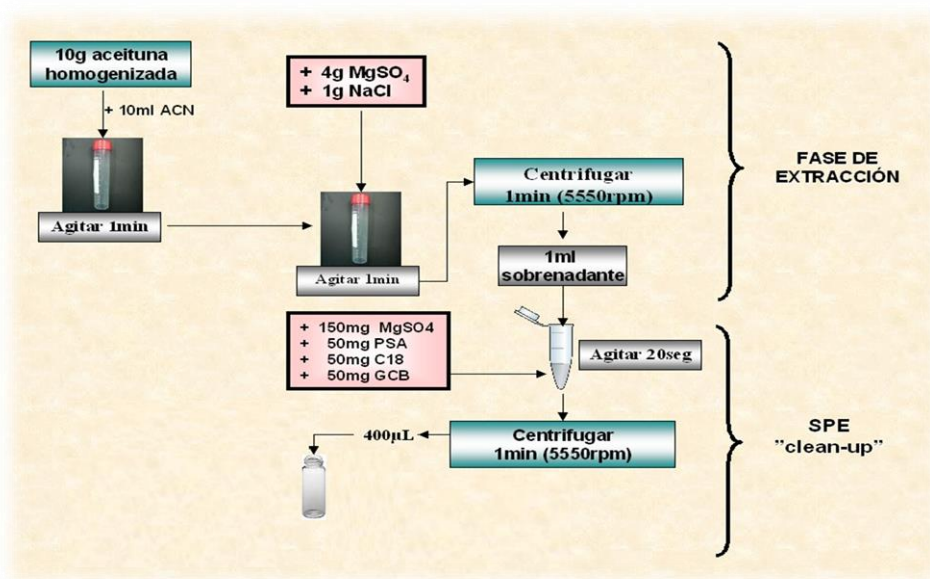 10g aceituna
homogenizada
+ 10ml ACN
Agitar 1min
+ 4g MgSO₄
+ 1g NaCl
Agitar 1min
Centrifugar
1min (5550rpm)
1ml
sobrenadante
FASE DE
EXTRACCIÓN
+ 150mg MgSO4
+ 50mg PSA
+ 50mg C18
+ 50mg GCB
Agitar 20seg
Centrifugar
1min (5550rpm)
400µL
SPE
"clean-up"